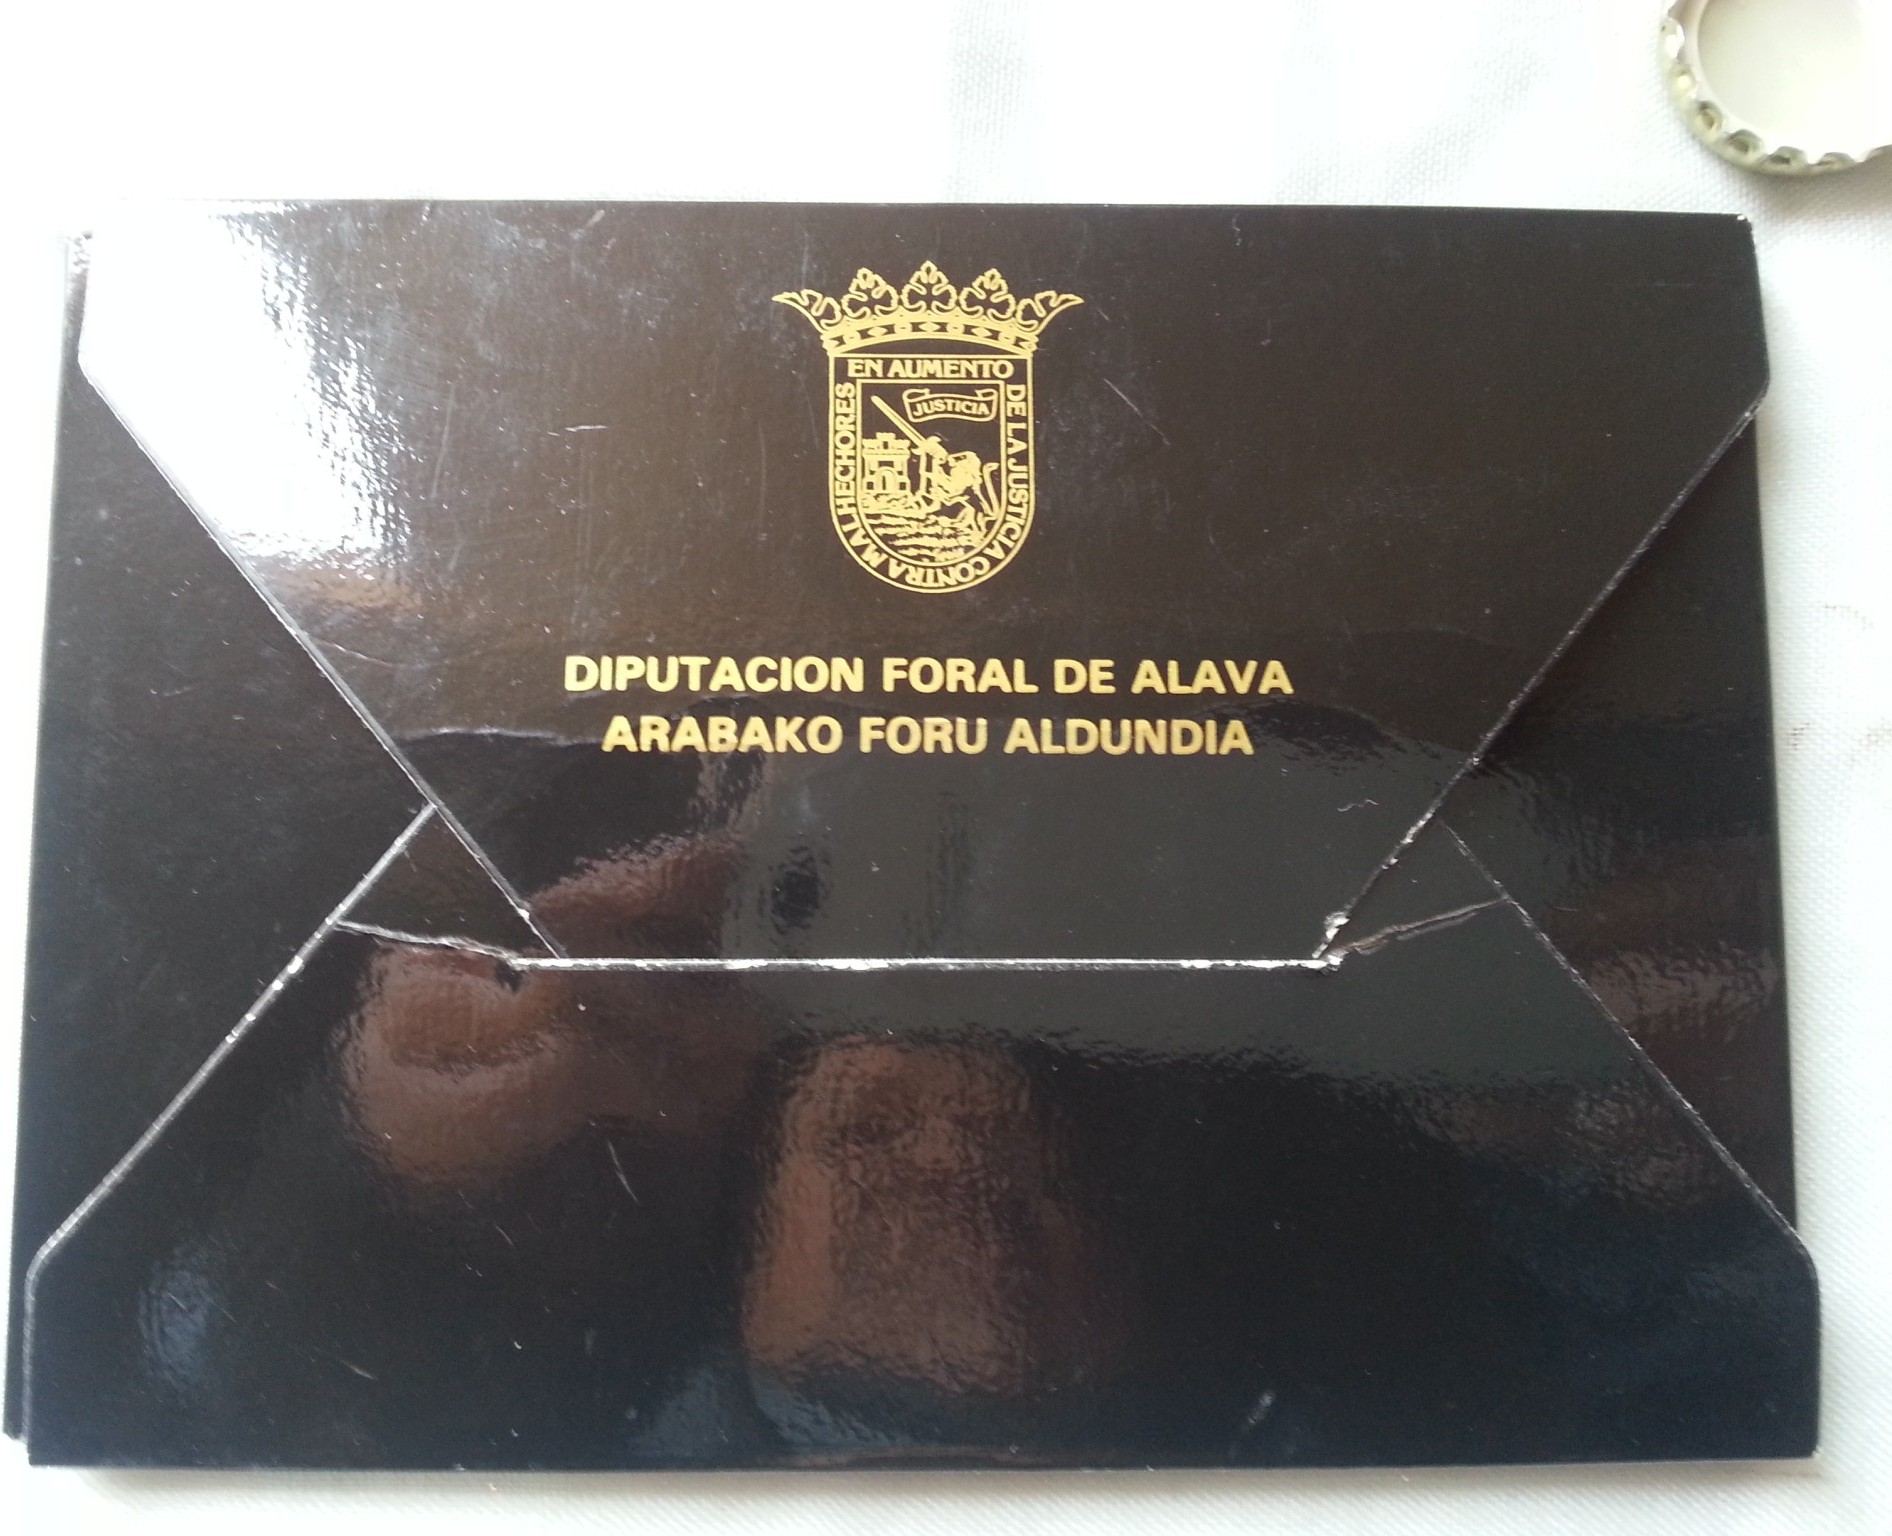 EN AUMENTO DE LA JUSTICIA CONTRA MALHECHORES
JUSTICIA
DIPUTACION FORAL DE ALAVA
ARABAKO FORU ALDUNDIA